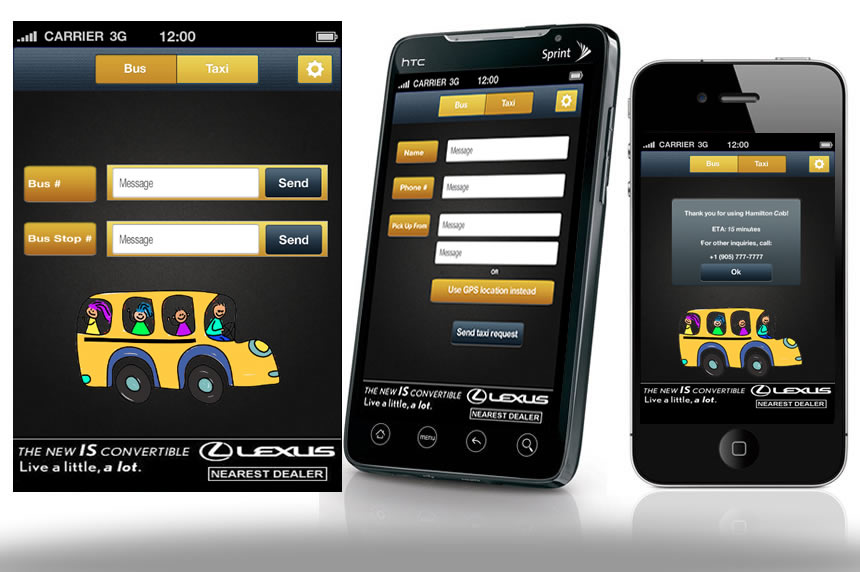 CARRIER 3G 12:00
Bus Taxi
Bus # Message Send
Bus Stop # Message Send
THE NEW IS CONVERTIBLE
Live a little, a lot.
LEXUS
NEAREST DEALER
hTC Sprint
CARRIER 3G 12:00
Bus Taxi
Name Message
Phone # Message
Pick Up From Message
Message
OR
Use GPS location instead
Send taxi request
THE NEW IS CONVERTIBLE
Live a little, a lot.
LEXUS
NEAREST DEALER
MENU
CARRIER 3G 12:00
Bus Taxi
Thank you for using Hamilton Cab!
ETA: 15 minutes
For other inquiries, call:
+1 (905) 777-7777
Ok
THE NEW IS CONVERTIBLE
Live a little, a lot.
LEXUS
NEAREST DEALER